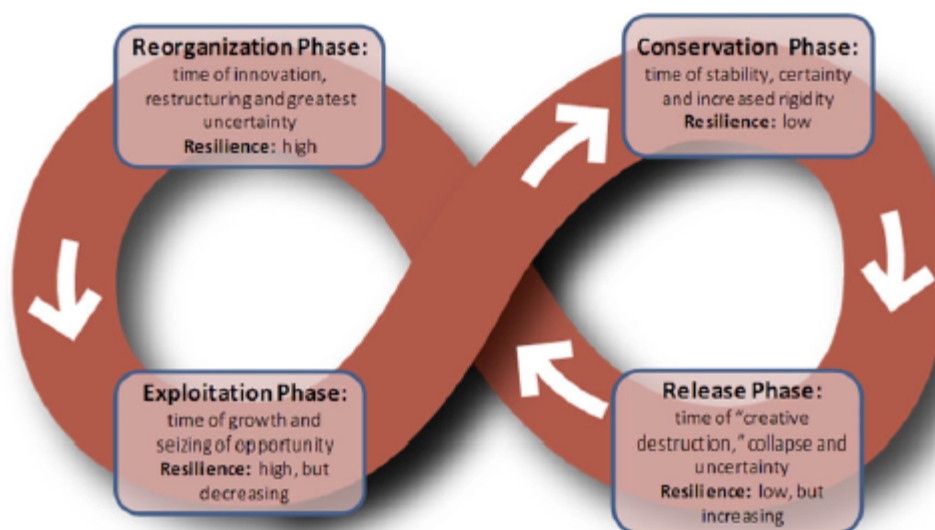 Reorganization Phase:
time of innovation,
restructuring and greatest
uncertainty
Resilience: high
Conservation Phase:
time of stability, certainty
and increased rigidity
Resilience: low
Exploitation Phase:
time of growth and
seizing of opportunity
Resilience: high, but
decreasing
Release Phase:
time of “creative
destruction,” collapse and
uncertainty
Resilience: low, but
increasing